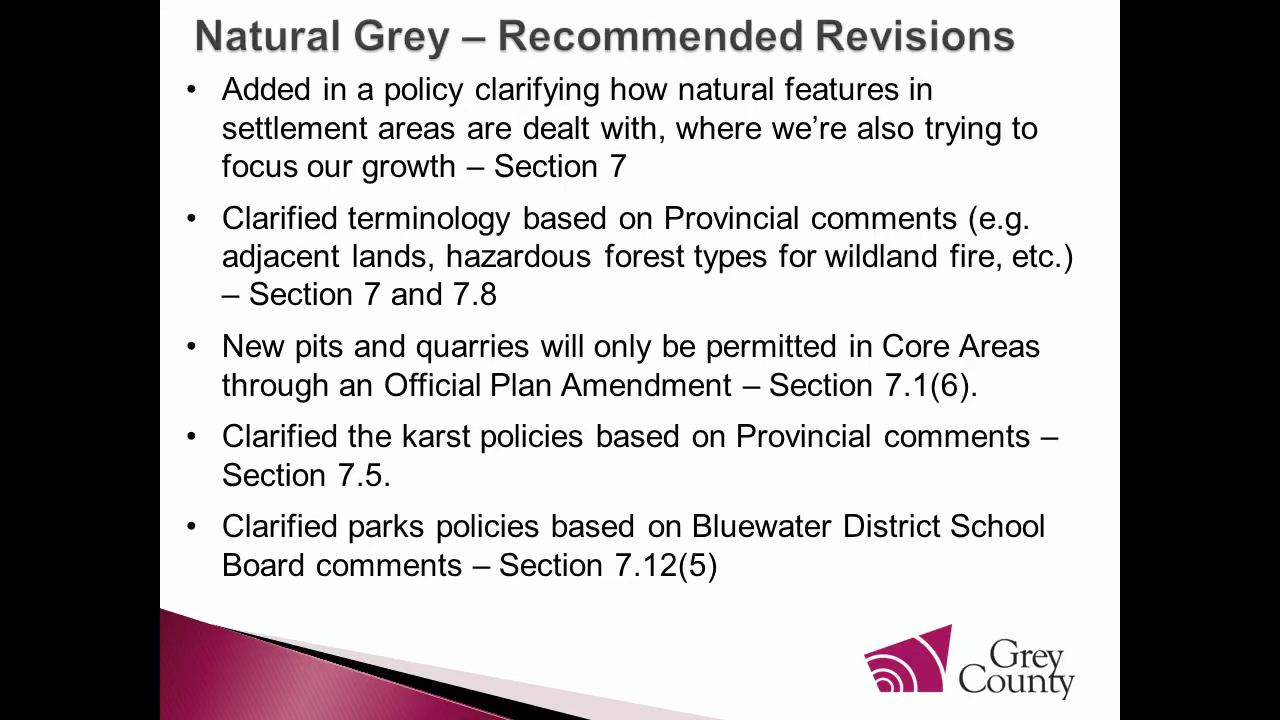 Natural Grey – Recommended Revisions
• Added in a policy clarifying how natural features in
settlement areas are dealt with, where we’re also trying to
focus our growth – Section 7
• Clarified terminology based on Provincial comments (e.g.
adjacent lands, hazardous forest types for wildland fire, etc.)
– Section 7 and 7.8
• New pits and quarries will only be permitted in Core Areas
through an Official Plan Amendment – Section 7.1(6).
• Clarified the karst policies based on Provincial comments –
Section 7.5.
• Clarified parks policies based on Bluewater District School
Board comments – Section 7.12(5)
Grey
County